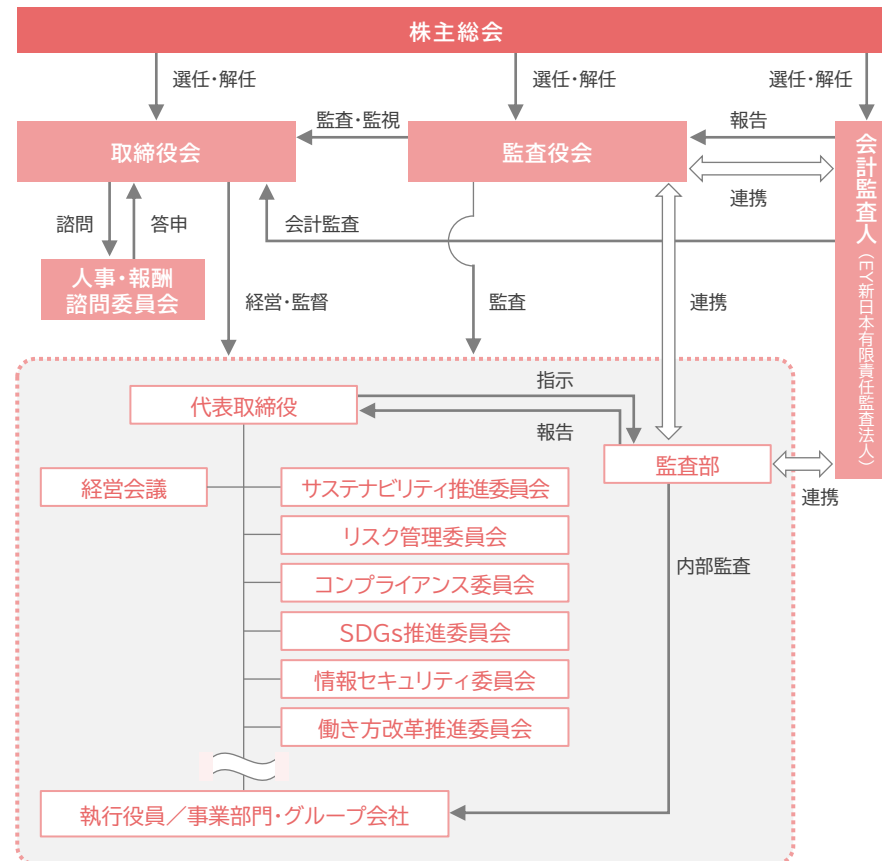 株主総会
選任・解任
選任・解任
選任・解任
取締役会
監査・監視
監査役会
報告
連携
会計監査人（EY新日本有限責任監査法人）
諮問
答申
会計監査
人事・報酬
諮問委員会
経営・監督
監査
連携
代表取締役
指示
報告
監査部
連携
経営会議
サステナビリティ推進委員会
リスク管理委員会
コンプライアンス委員会
内部監査
SDGs推進委員会
情報セキュリティ委員会
働き方改革推進委員会
執行役員／事業部門・グループ会社